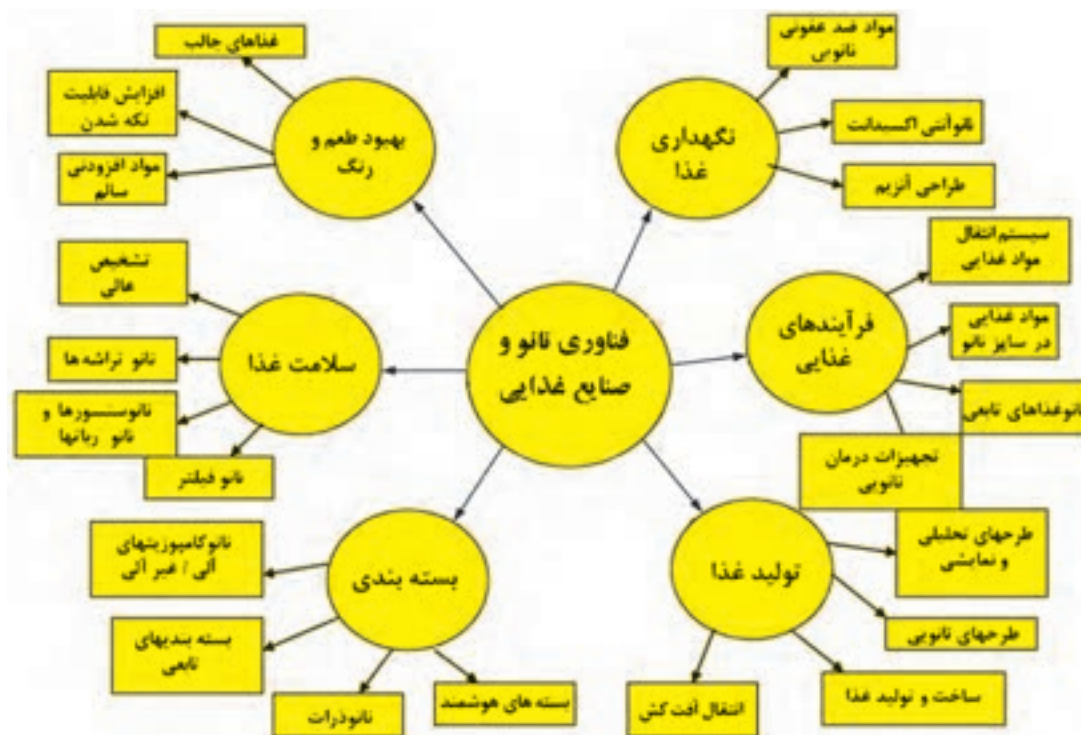 غذاهای جالب
افزایش قابلیت
تکه شدن
مواد افزودنی
سالم
بهبود طعم و
رنگ
مواد ضد عفونی
نانویی
نانوآنتی اکسیدانت
طراحی آنزیم
نگهداری
غذا
سیستم انتقال
مواد غذایی
مواد غذایی
در سایز نانو
نانوغذاهای تابعی
تجهیزات درمان
نانویی
فرآیندهای
غذایی
فناوری نانو و
صنایع غذایی
تشخیص
عالی
نانو تراشه ها
نانوسنسورها و
نانو رباتها
نانو فیلتر
سلامت غذا
نانوکامپوزیتهای
آلی / غیر آلی
بسته بندیهای
تابعی
نانوذرات
بسته های هوشمند
بسته بندی
تولید غذا
طرحهای تحلیلی
و نمایشی
طرحهای نانویی
ساخت و تولید غذا
انتقال آفت کش